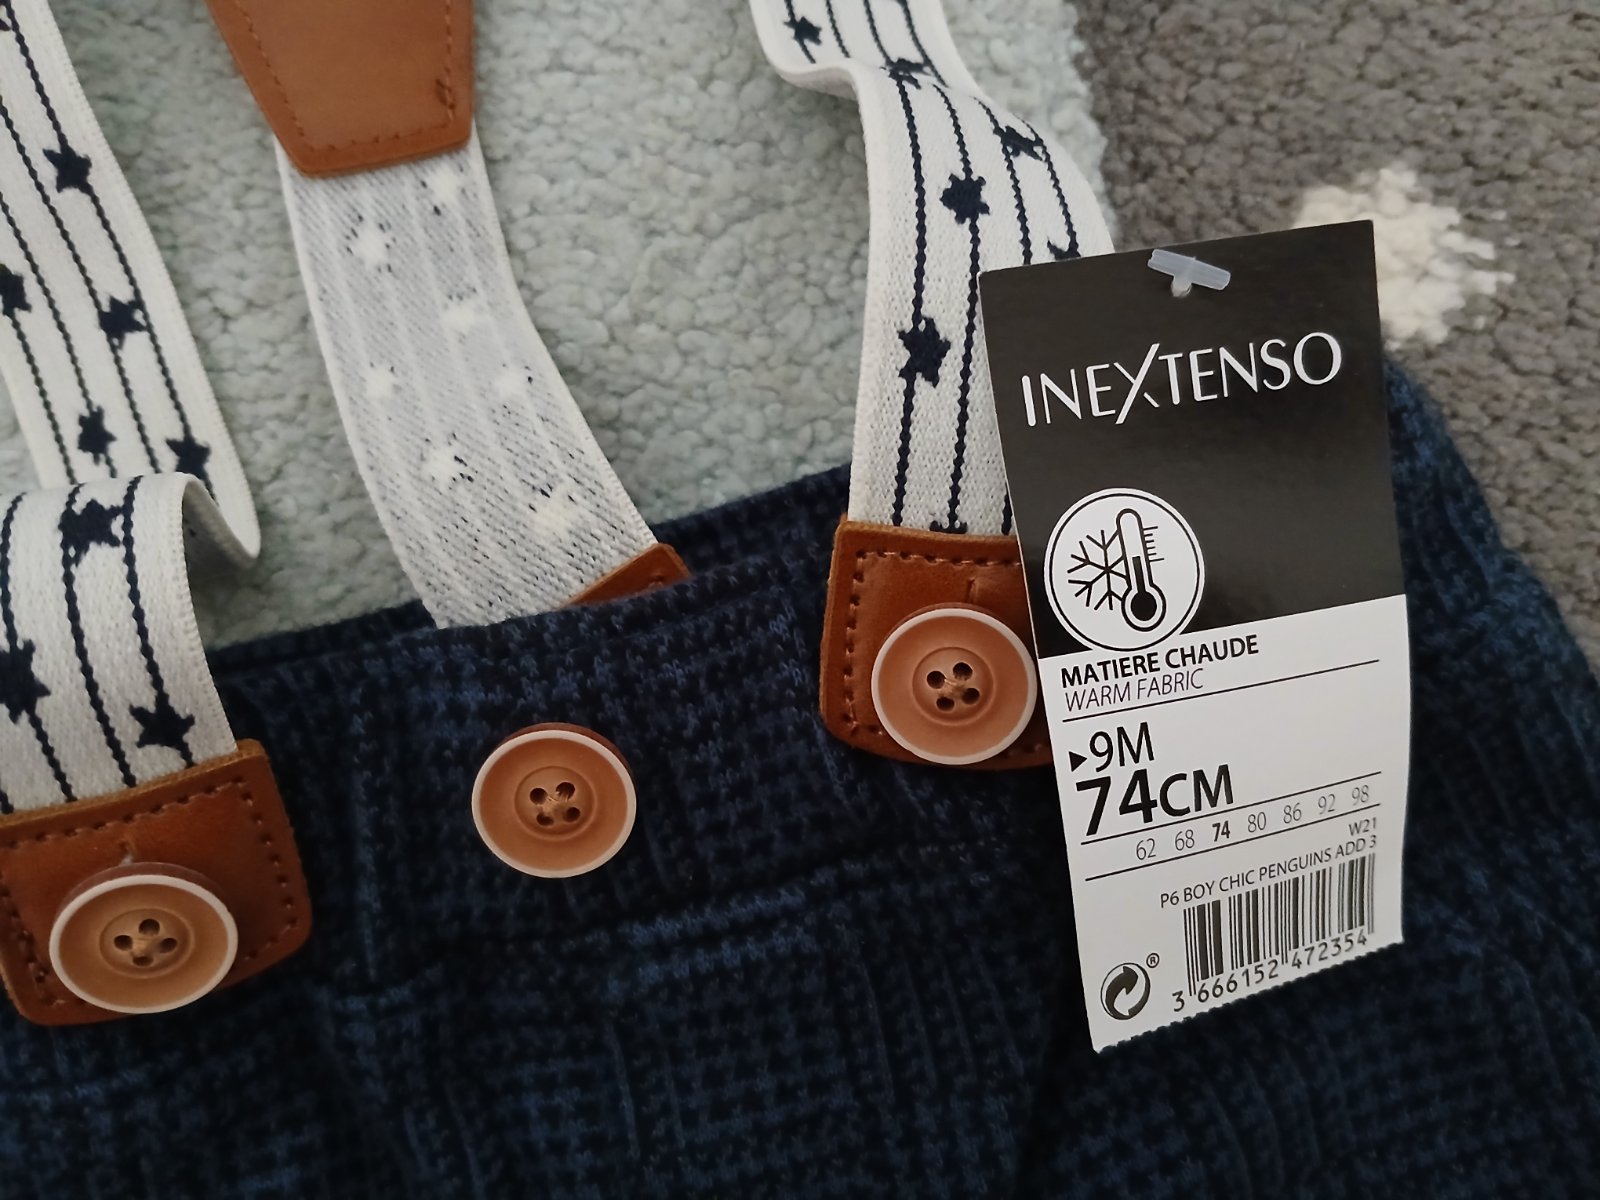 INEXTENSO
MATIERE CHAUDE
WARM FABRIC
▸9M
74CM
62 68 74 80 86 92 98
W21
P6 BOY CHIC PENGUINS ADD 3
®
3 666152 472354